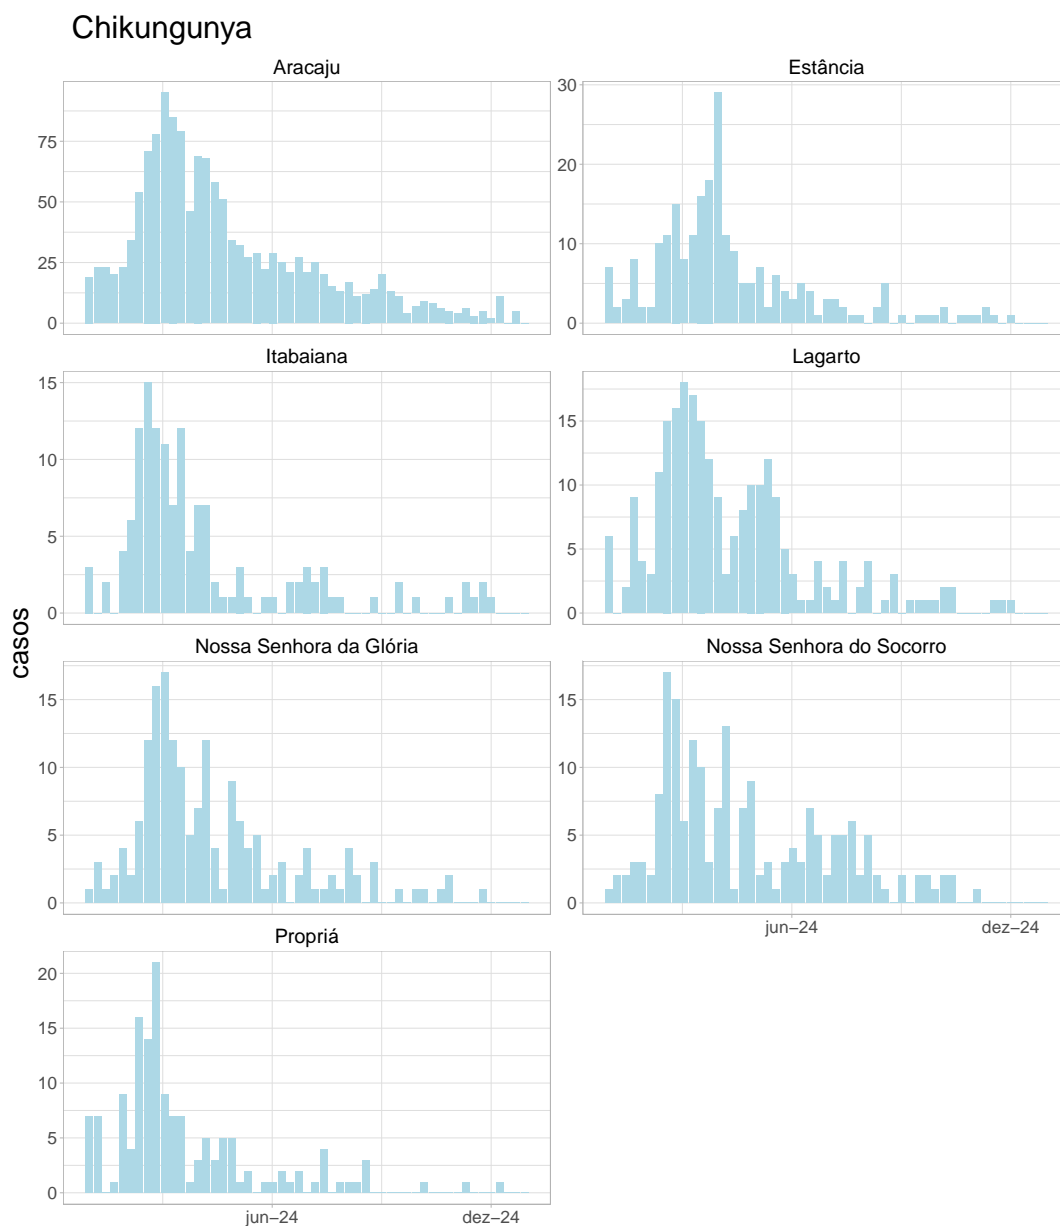 Chikungunya
casos
Aracaju
75
50
25
0
Estância
30
20
10
0
Itabaiana
15
10
5
0
Lagarto
15
10
5
0
Nossa Senhora da Glória
15
10
5
0
Nossa Senhora do Socorro
15
10
5
0
jun−24
dez−24
Propriá
20
15
10
5
0
jun−24
dez−24